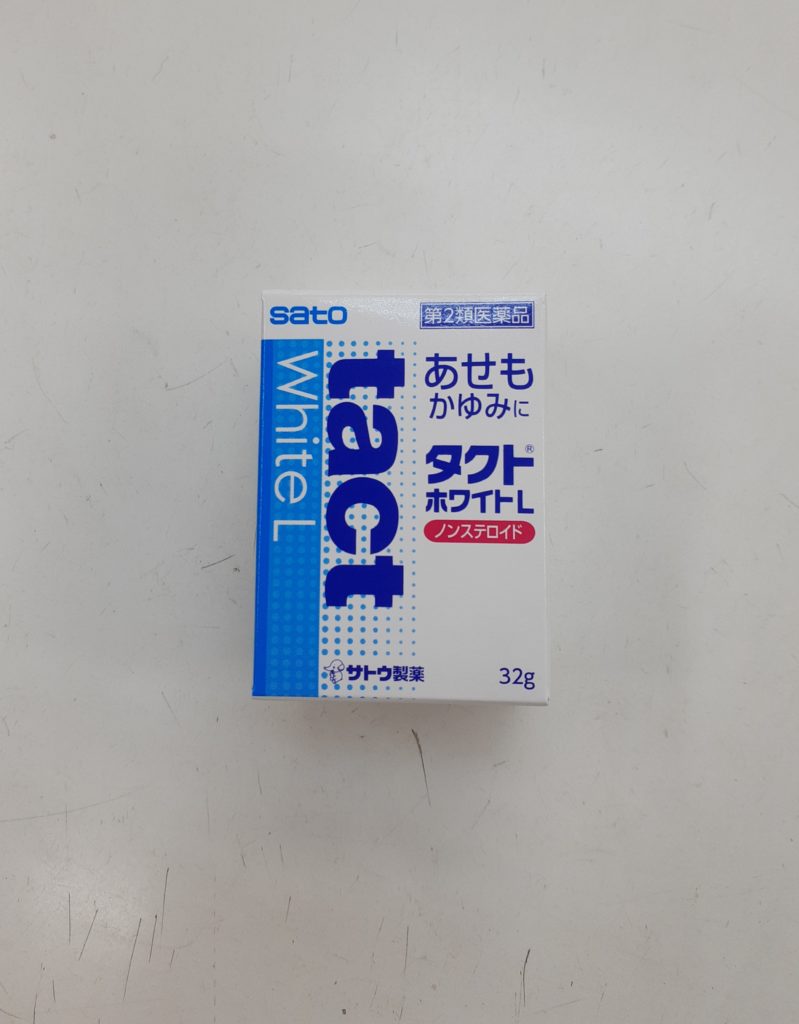 sato
第2類医薬品
White L
tact
あせも
かゆみに
タクト®
ホワイトL
ノンステロイド
サトウ製薬
32g